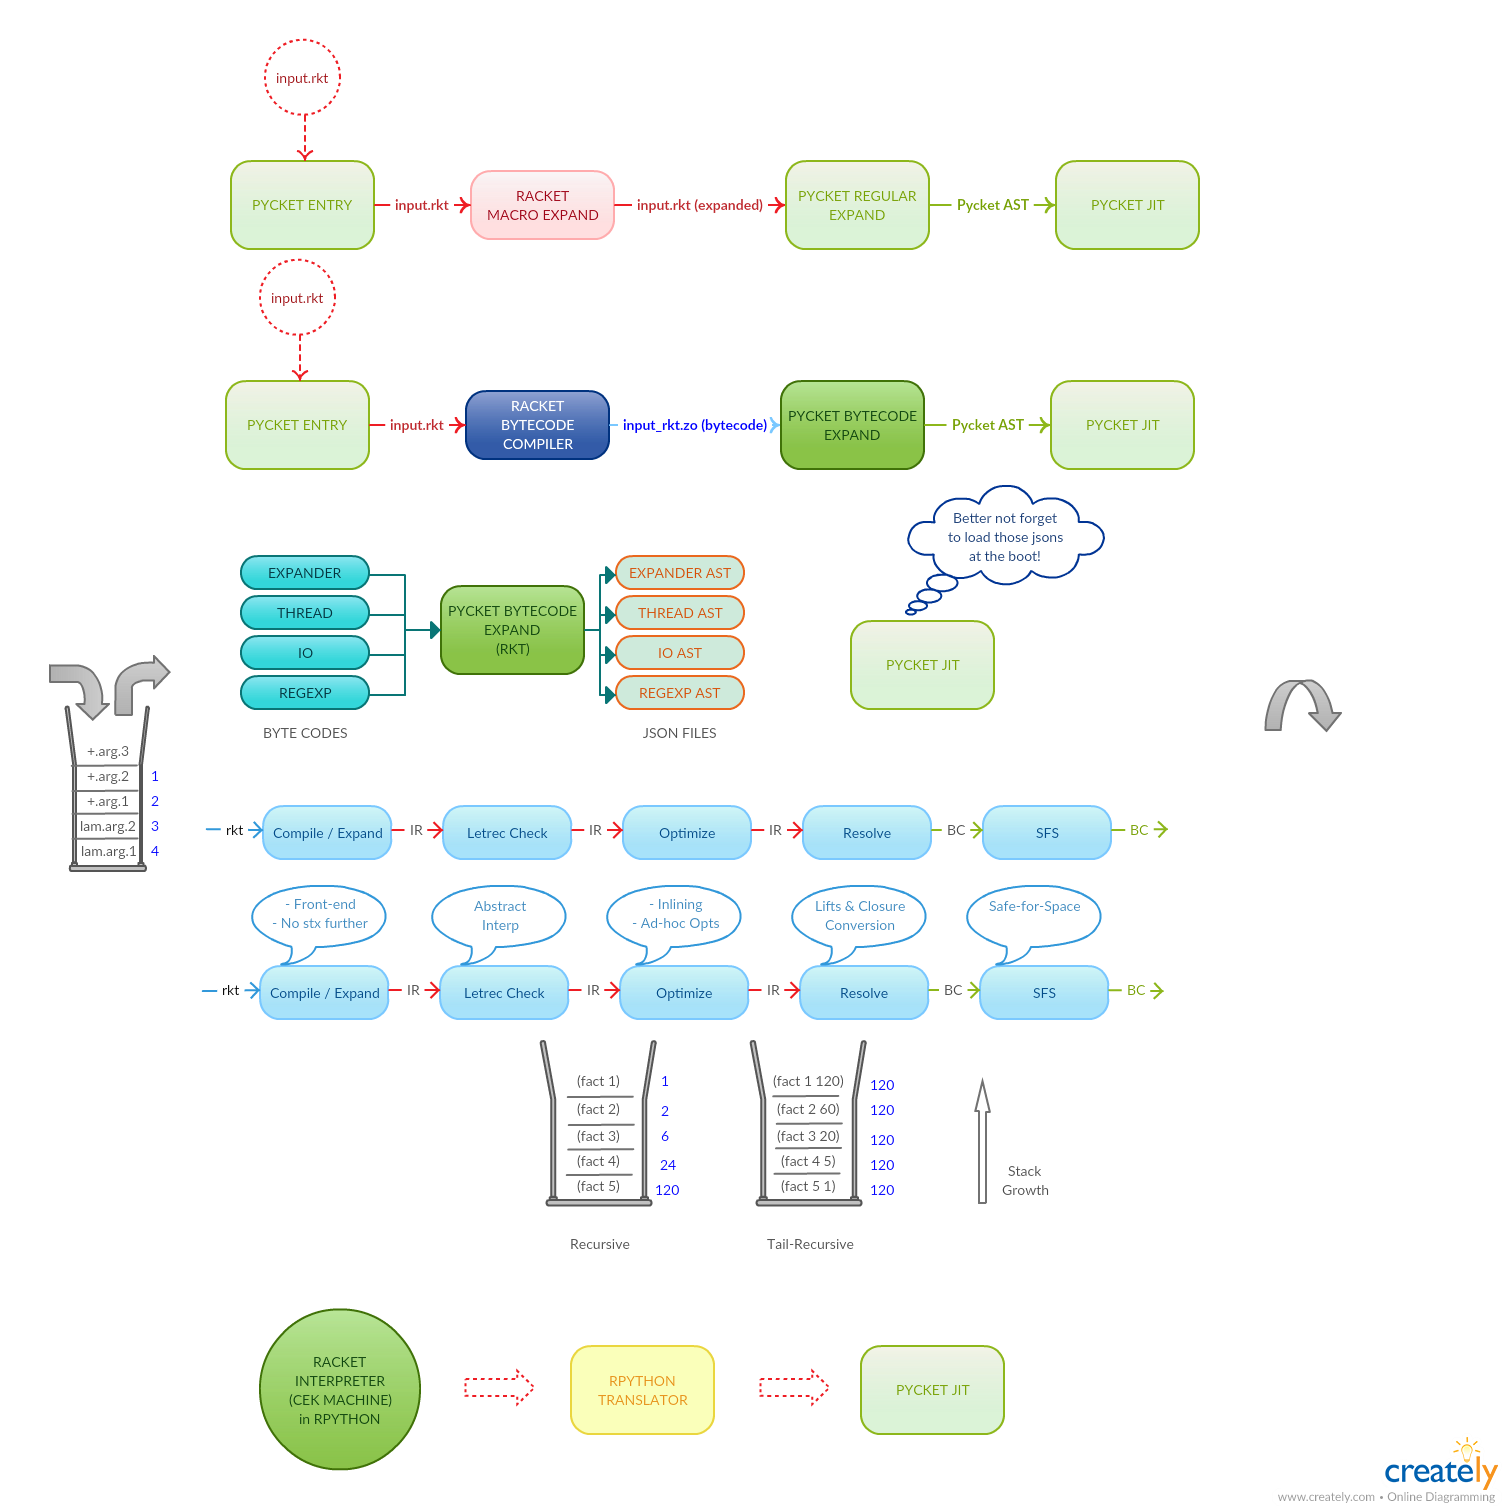 input.rkt
PYCKET ENTRY
input.rkt
RACKET
MACRO EXPAND
input.rkt (expanded)
PYCKET REGULAR
EXPAND
Pycket AST
PYCKET JIT
input.rkt
PYCKET ENTRY
input.rkt
RACKET
BYTECODE
COMPILER
input_rkt.zo (bytecode)
PYCKET BYTECODE
EXPAND
Pycket AST
PYCKET JIT
Better not forget
to load those jsons
at the boot!
EXPANDER
THREAD
IO
REGEXP
BYTE CODES
PYCKET BYTECODE
EXPAND
(RKT)
EXPANDER AST
THREAD AST
IO AST
REGEXP AST
JSON FILES
PYCKET JIT
+.arg.3
+.arg.2 1
+.arg.1 2
lam.arg.2 3
lam.arg.1 4
rkt
Compile / Expand
IR
Letrec Check
IR
Optimize
IR
Resolve
BC
SFS
BC
- Front-end
- No stx further
Abstract
Interp
- Inlining
- Ad-hoc Opts
Lifts & Closure
Conversion
Safe-for-Space
rkt
Compile / Expand
IR
Letrec Check
IR
Optimize
IR
Resolve
BC
SFS
BC
(fact 1) 1
(fact 2) 2
(fact 3) 6
(fact 4) 24
(fact 5) 120
Recursive
(fact 1 120) 120
(fact 2 60) 120
(fact 3 20) 120
(fact 4 5) 120
(fact 5 1) 120
Tail-Recursive
Stack
Growth
RACKET
INTERPRETER
(CEK MACHINE)
in RPYTHON
RPYTHON
TRANSLATOR
PYCKET JIT
creately
www.creately.com • Online Diagramming